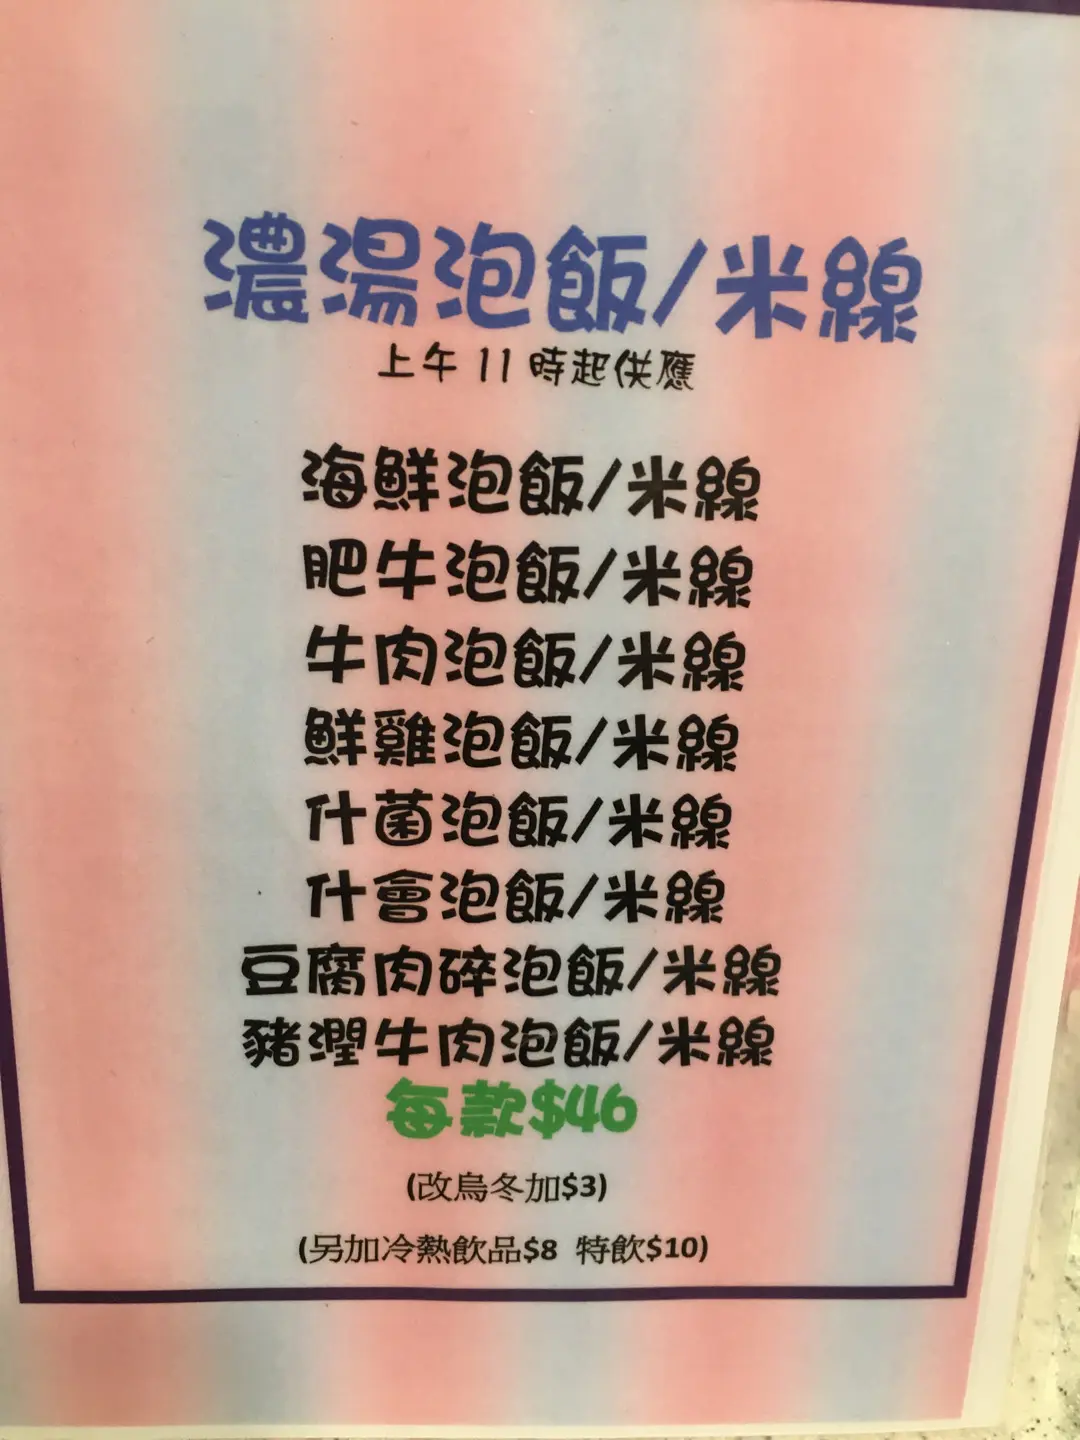 濃湯泡飯/米線
上午 11 時起供應
海鮮泡飯/米線
肥牛泡飯/米線
牛肉泡飯/米線
鮮雞泡飯/米線
什菌泡飯/米線
什會泡飯/米線
豆腐肉碎泡飯/米線
豬潤牛肉泡飯/米線
每款$46
(改烏冬加$3)
(另加冷熱飲品$8 特飲$10)